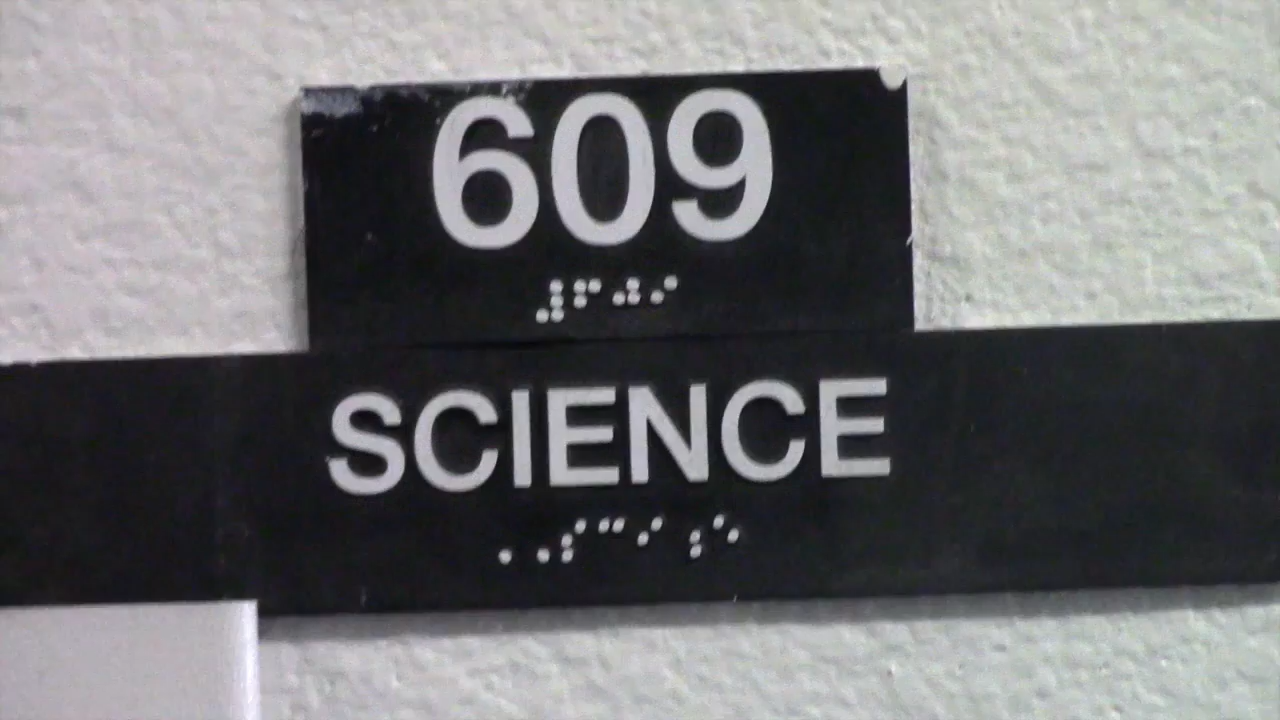 609
⠼⠋⠚⠊
SCIENCE
⠠⠠⠎⠉⠊⠰⠑